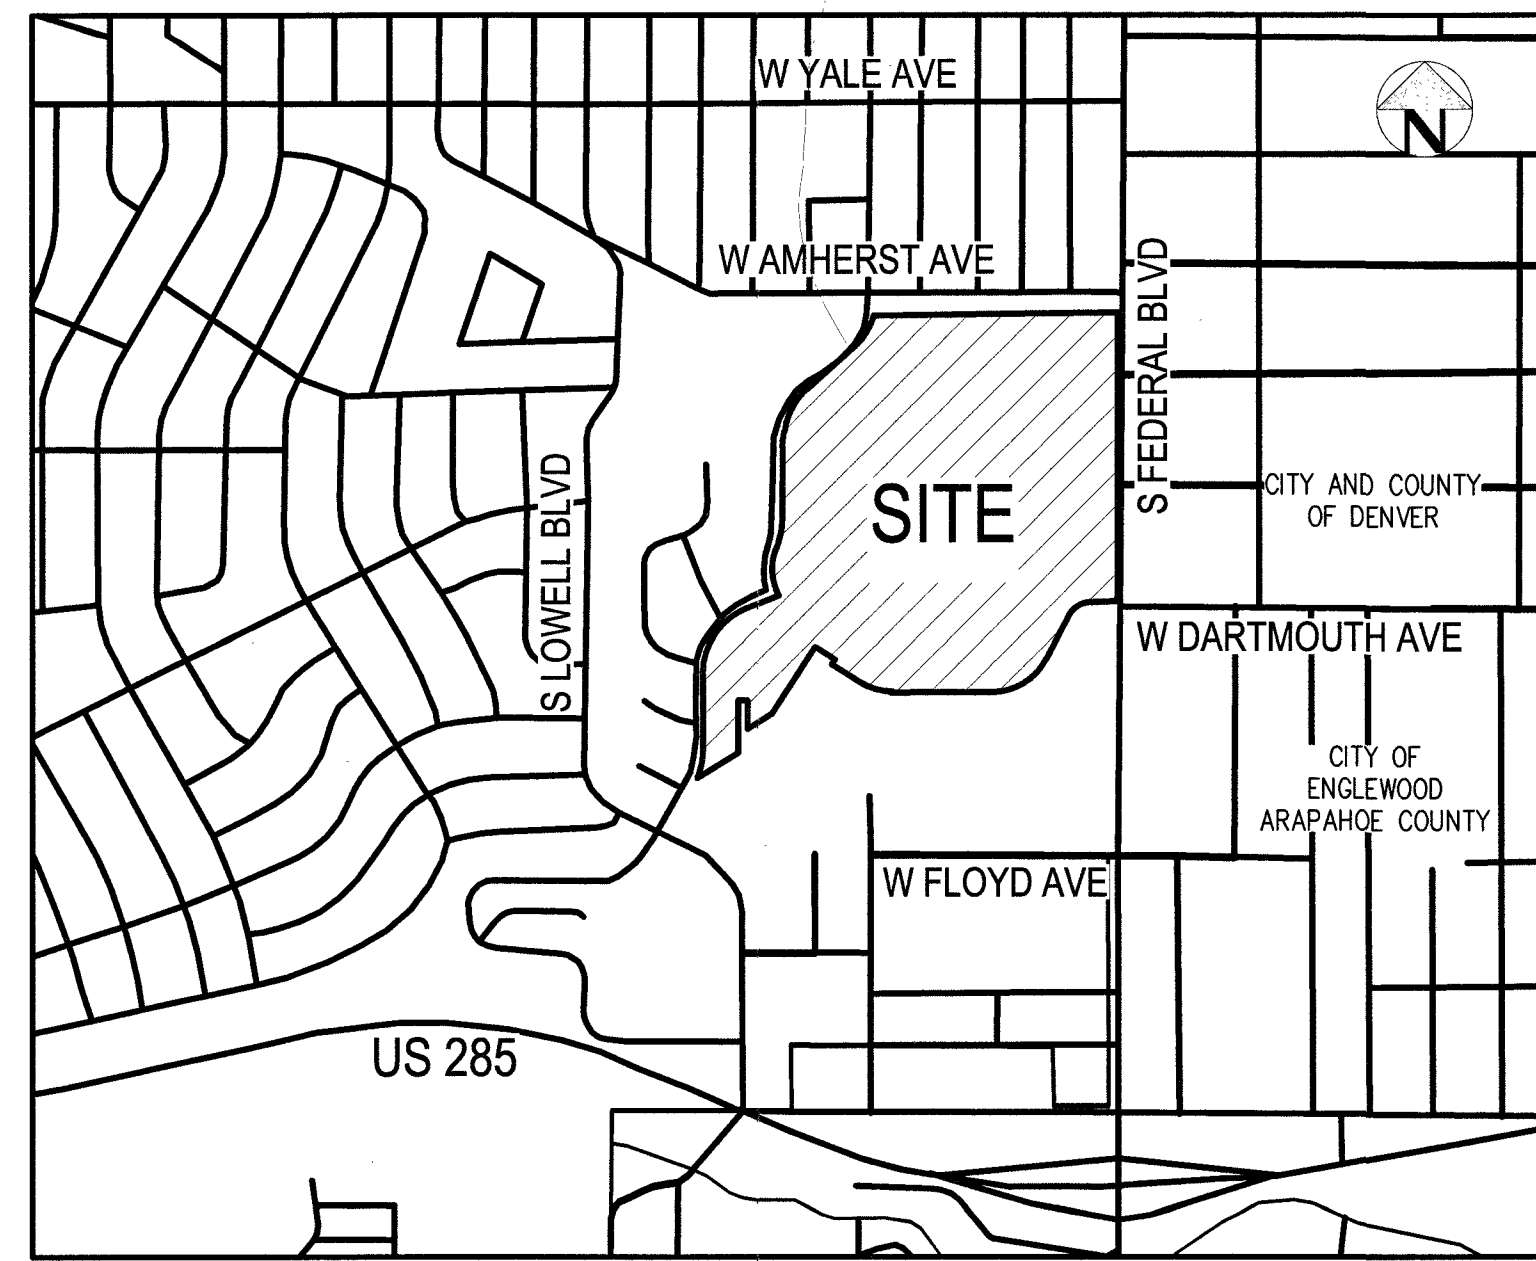 W YALE AVE
N
W AMHERST AVE
S FEDERAL BLVD
SITE
CITY AND COUNTY
OF DENVER
S LOWELL BLVD
W DARTMOUTH AVE
CITY OF
ENGLEWOOD
ARAPAHOE COUNTY
W FLOYD AVE
US 285